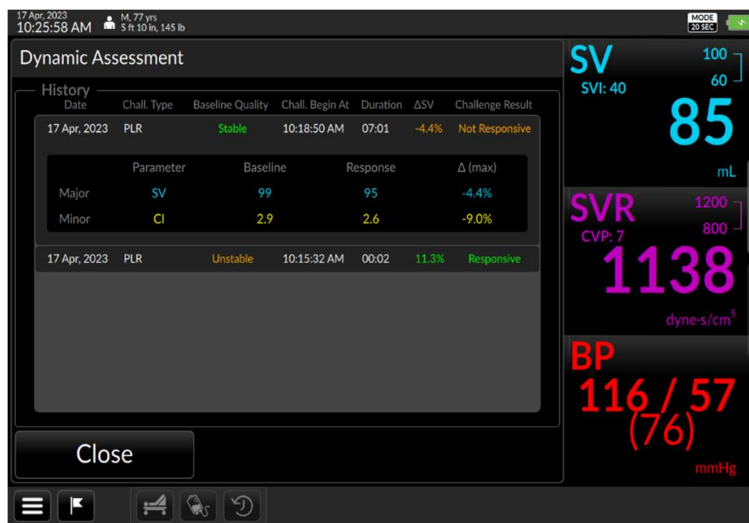 17 Apr, 2023
10:25:58 AM
M, 77 yrs
5 ft 10 in, 145 lb
MODE
20 SEC
Dynamic Assessment
History
Date Chall. Type Baseline Quality Chall. Begin At Duration ΔSV Challenge Result
17 Apr, 2023 PLR Stable 10:18:50 AM 07:01 -4.4% Not Responsive
Parameter Baseline Response Δ (max)
Major SV 99 95 -4.4%
Minor CI 2.9 2.6 -9.0%
17 Apr, 2023 PLR Unstable 10:15:32 AM 00:02 11.3% Responsive
Close
SV
SVI: 40
100
60
85
mL
SVR
CVP: 7
1200
800
1138
dyne-s/cm⁵
BP
116 / 57
(76)
mmHg